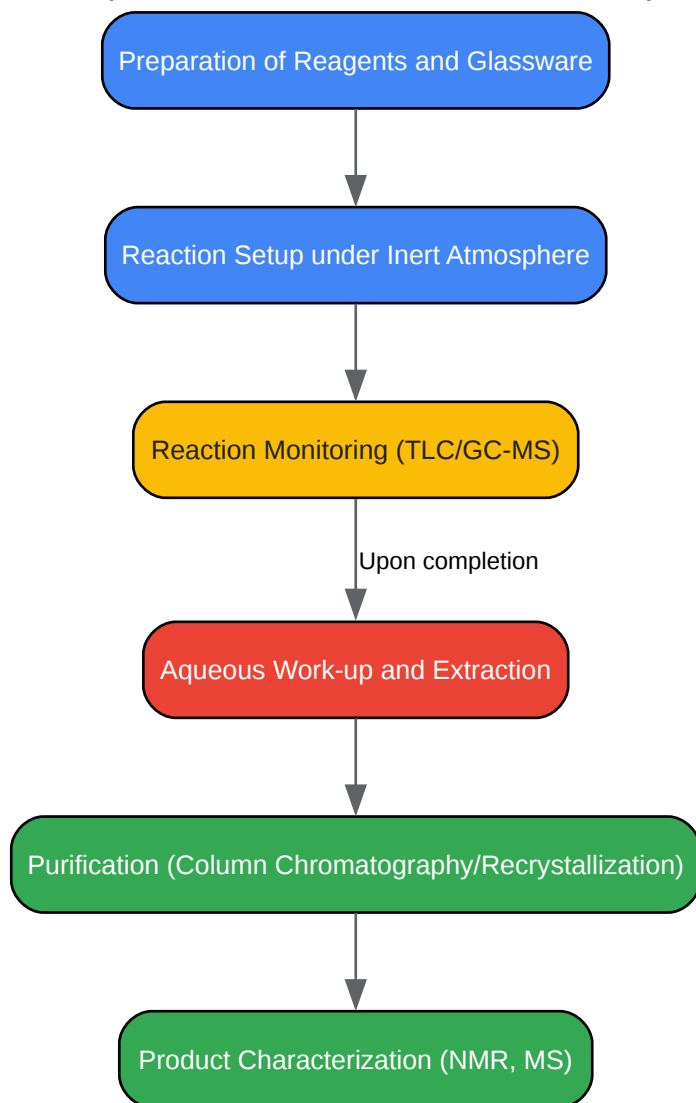 Preparation of Reagents and Glassware
Reaction Setup under Inert Atmosphere
Reaction Monitoring (TLC/GC-MS)
Upon completion
Aqueous Work-up and Extraction
Purification (Column Chromatography/Recrystallization)
Product Characterization (NMR, MS)